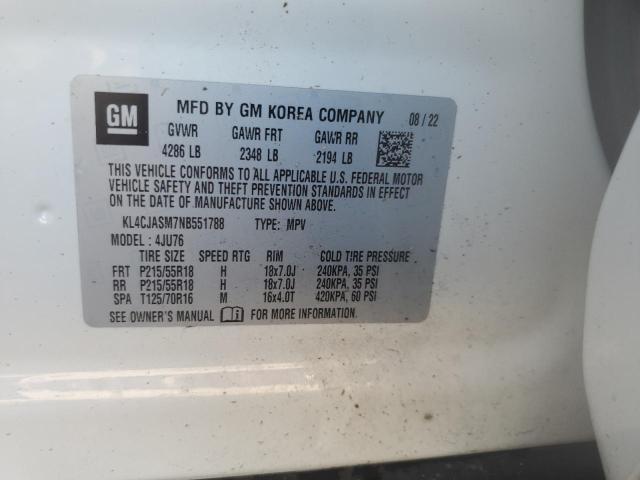 GM MFD BY GM KOREA COMPANY 08 / 22
GVWR GAWR FRT GAWR RR
4286 LB 2348 LB 2194 LB
THIS VEHICLE CONFORMS TO ALL APPLICABLE U.S. FEDERAL MOTOR
VEHICLE SAFETY AND THEFT PREVENTION STANDARDS IN EFFECT
ON THE DATE OF MANUFACTURE SHOWN ABOVE.
KL4CJASM7NB551788 TYPE: MPV
MODEL : 4JU76
TIRE SIZE SPEED RTG RIM COLD TIRE PRESSURE
FRT P215/55R18 H 18x7.0J 240KPA, 35 PSI
RR P215/55R18 H 18x7.0J 240KPA, 35 PSI
SPA T125/70R16 M 16x4.0T 420KPA, 60 PSI
SEE OWNER'S MANUAL FOR MORE INFORMATION.